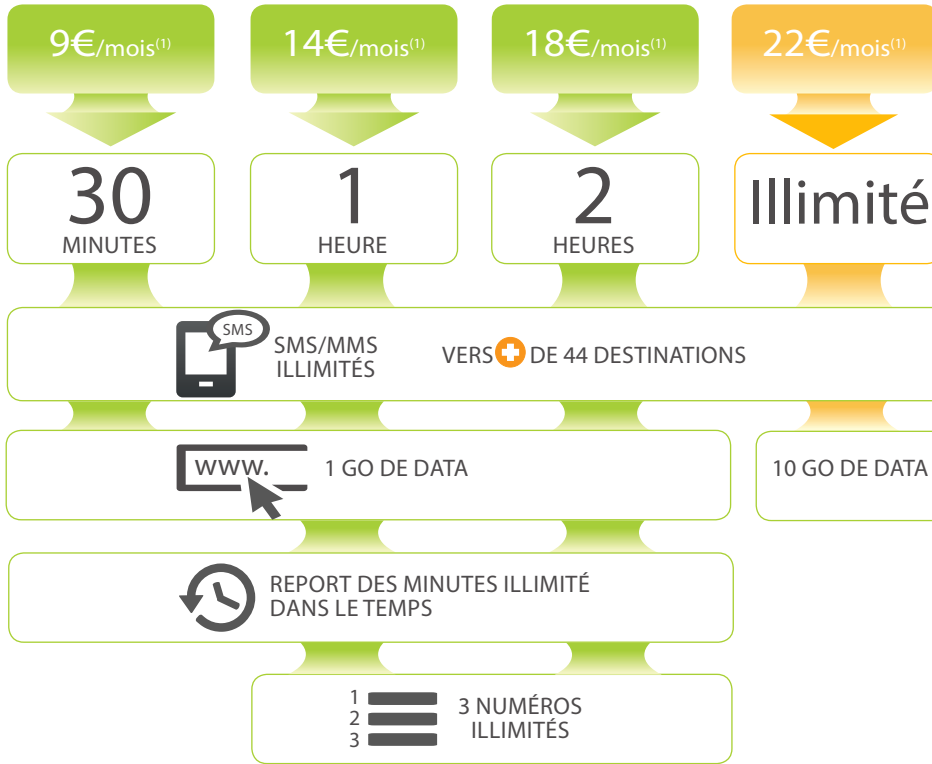 9€/mois(1)
14€/mois(1)
18€/mois(1)
22€/mois(1)
30
MINUTES
1
HEURE
2
HEURES
Illimité
SMS
SMS/MMS
ILLIMITÉS
VERS + DE 44 DESTINATIONS
www.
1 GO DE DATA
10 GO DE DATA
REPORT DES MINUTES ILLIMITÉ
DANS LE TEMPS
1
2
3
3 NUMÉROS
ILLIMITÉS